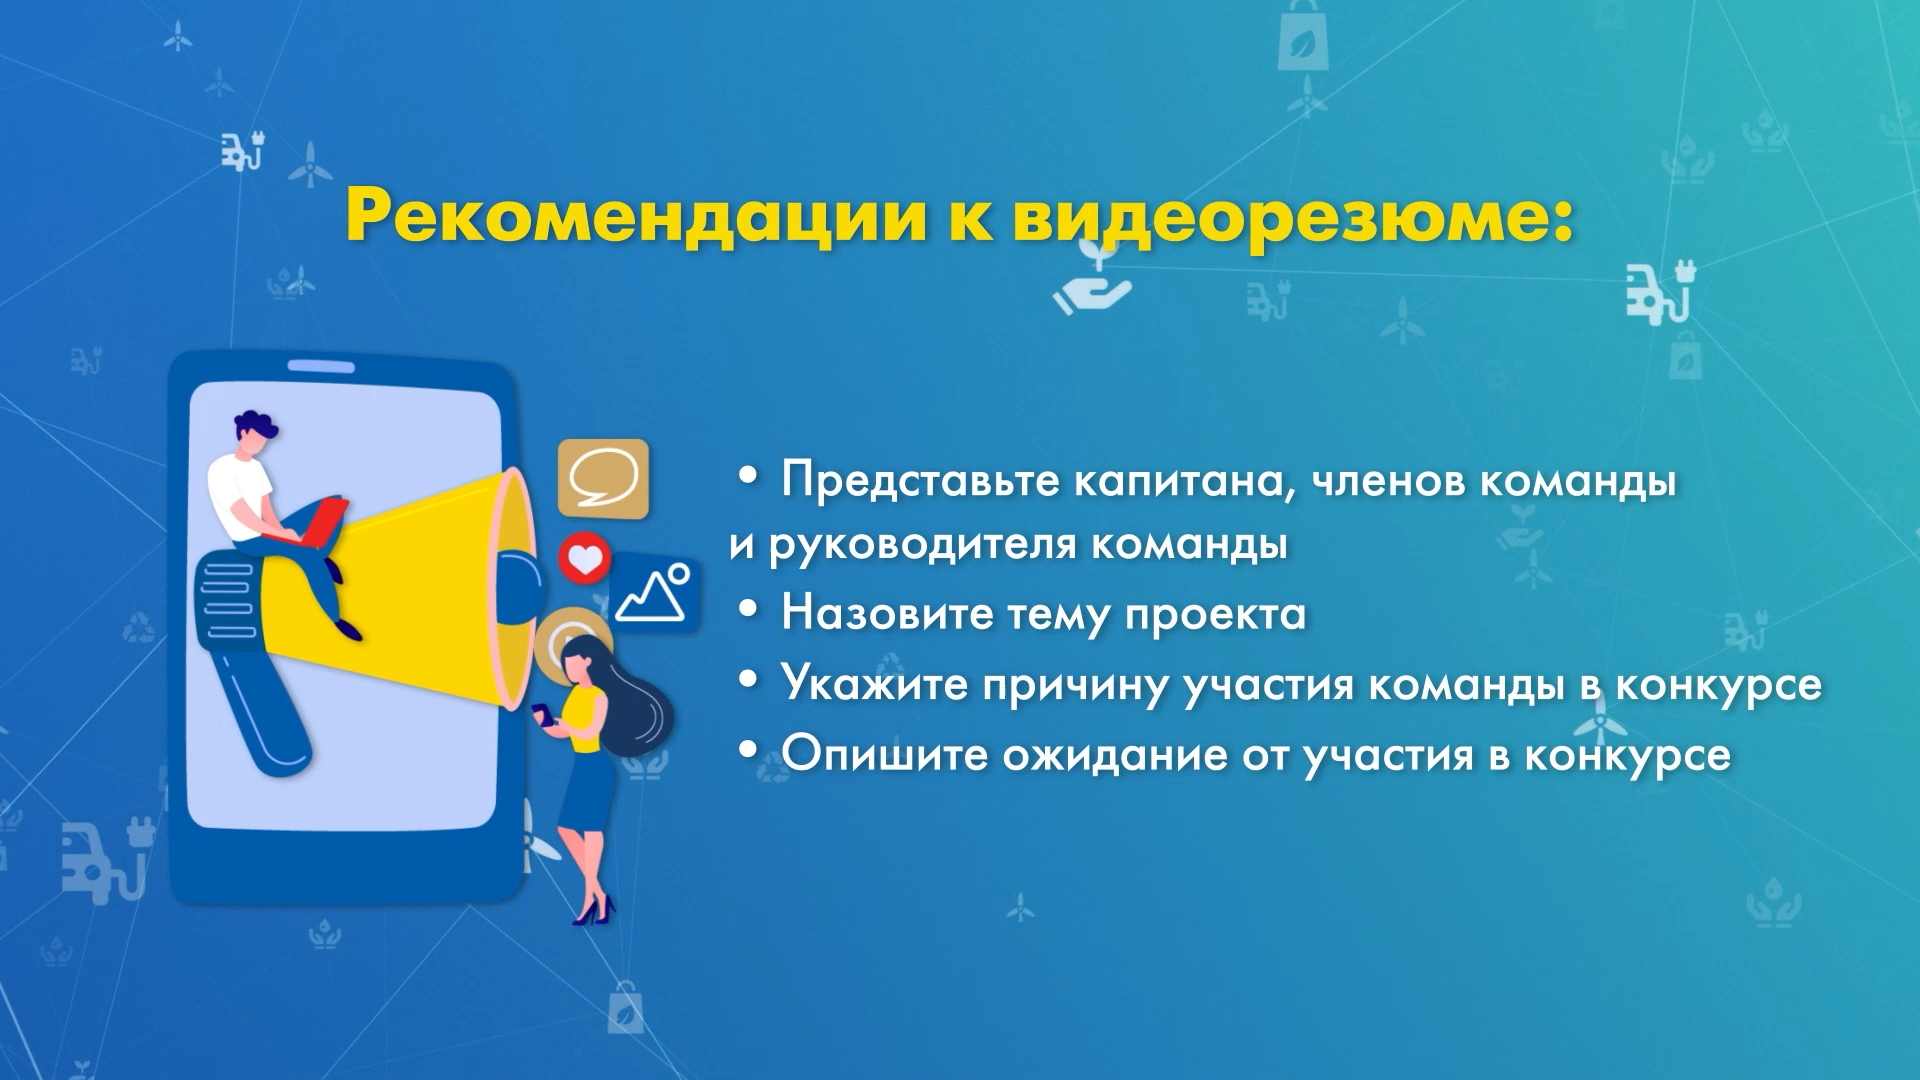 Рекомендации к видеорезюме:
• Представьте капитана, членов команды
и руководителя команды
• Назовите тему проекта
• Укажите причину участия команды в конкурсе
• Опишите ожидание от участия в конкурсе